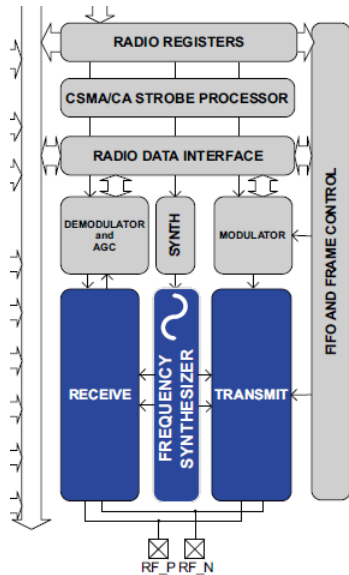 RADIO REGISTERS
CSMA/CA STROBE PROCESSOR
RADIO DATA INTERFACE
DEMODULATOR
and
AGC
SYNTH
MODULATOR
FIFO AND FRAME CONTROL
RECEIVE
FREQUENCY
SYNTHESIZER
TRANSMIT
RF_P
RF_N